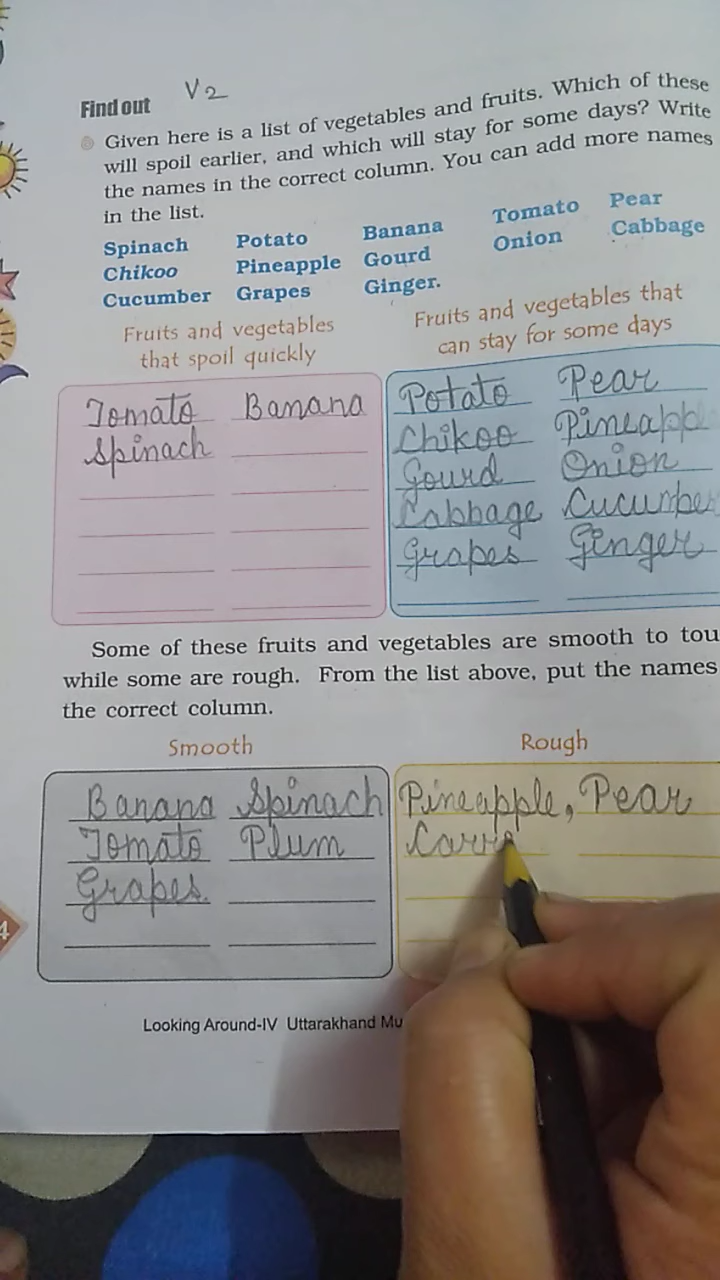 Find out V2
Given here is a list of vegetables and fruits. Which of these
will spoil earlier, and which will stay for some days? Write
the names in the correct column. You can add more names
in the list.
Spinach Potato Banana Tomato Pear
Chikoo Pineapple Gourd Onion Cabbage
Cucumber Grapes Ginger.
Fruits and vegetables
that spoil quickly
Fruits and vegetables that
can stay for some days
Tomato Banana
Spinach
Potato Pear
Chikoo Pineapp
Gourd Onion
Cabbage Cucumbe
Grapes Ginger
Some of these fruits and vegetables are smooth to tou
while some are rough. From the list above, put the names
the correct column.
Smooth
Rough
Banana Spinach
Tomato Plum
Grapes.
Pineapple, Pear
Carro
4
Looking Around-IV Uttarakhand Mu